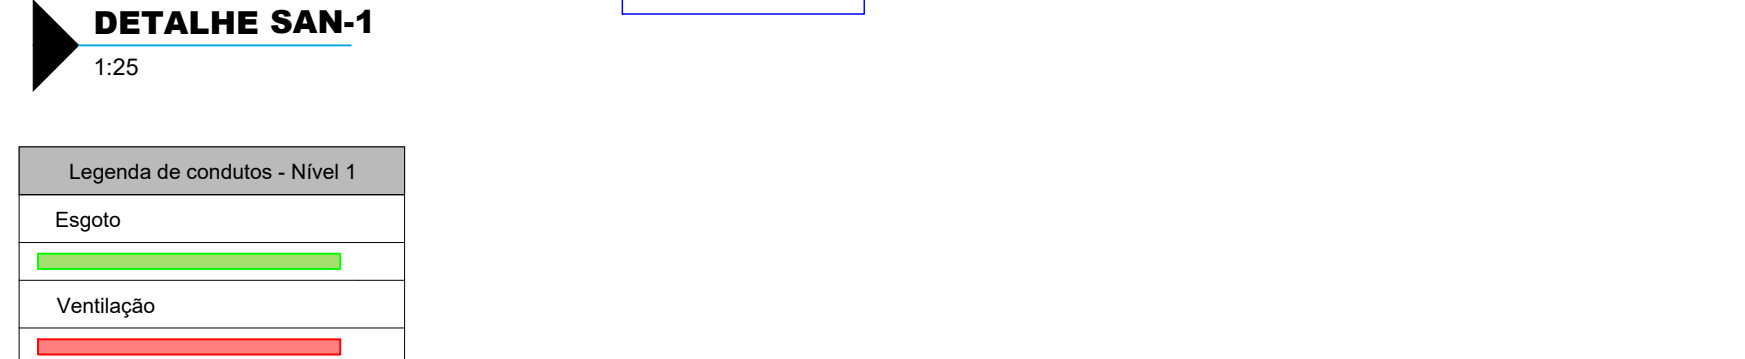 DETALHE SAN-1
1:25
Legenda de condutos - Nível 1
Esgoto
Ventilação